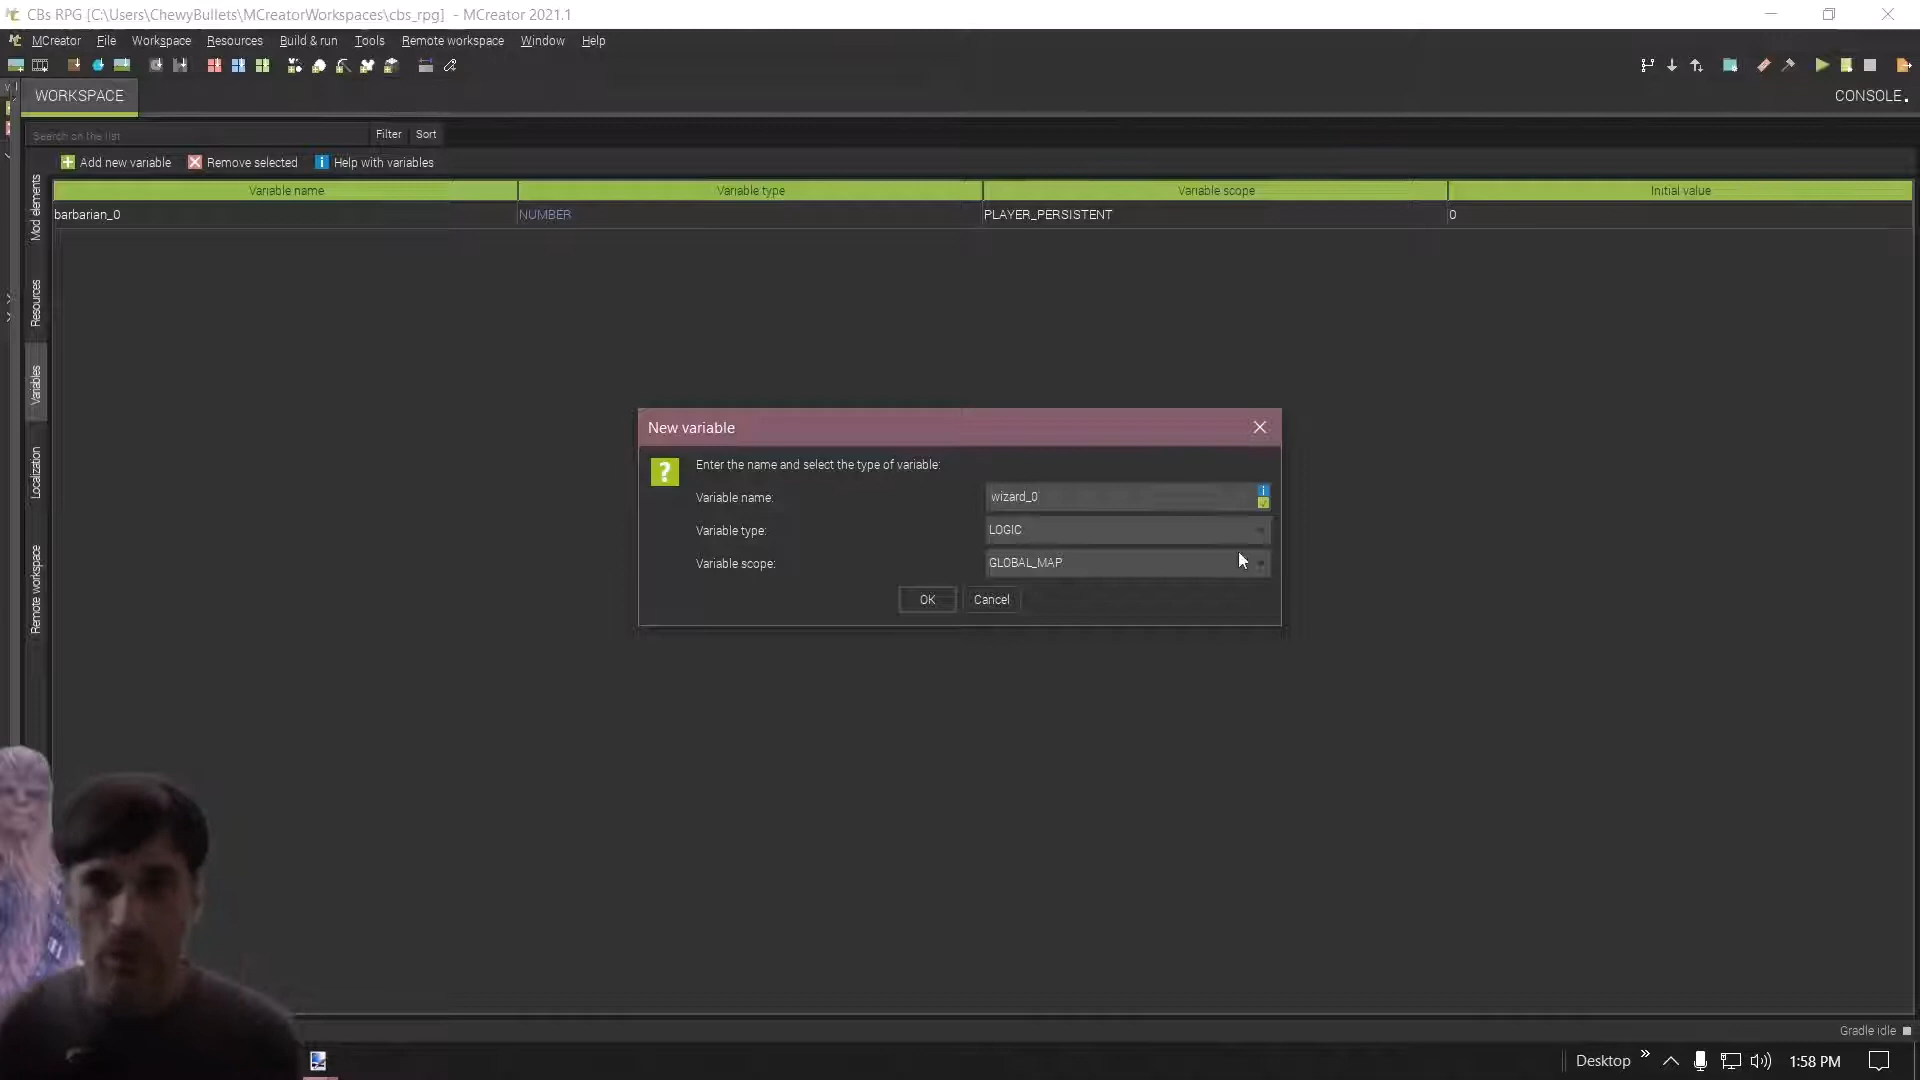 CBs RPG [C:\Users\ChewyBullets\MCreatorWorkspaces\cbs_rpg] - MCreator 2021.1
MCreator File Workspace Resources Build & run Tools Remote workspace Window Help
WORKSPACE
CONSOLE
Search on the list
Filter Sort
Add new variable Remove selected Help with variables
Variable name Variable type Variable scope Initial value
barbarian_0 NUMBER PLAYER_PERSISTENT 0
Mod elements
Resources
Variables
Localization
Remote workspace
New variable
Enter the name and select the type of variable:
Variable name: wizard_0
Variable type: LOGIC
Variable scope: GLOBAL_MAP
OK Cancel
Gradle idle
Desktop 1:58 PM